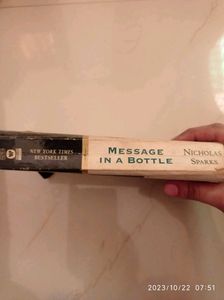 NEW YORK TIMES
BESTSELLER
MESSAGE
IN A BOTTLE
NICHOLAS
SPARKS
2023/10/22 07:51